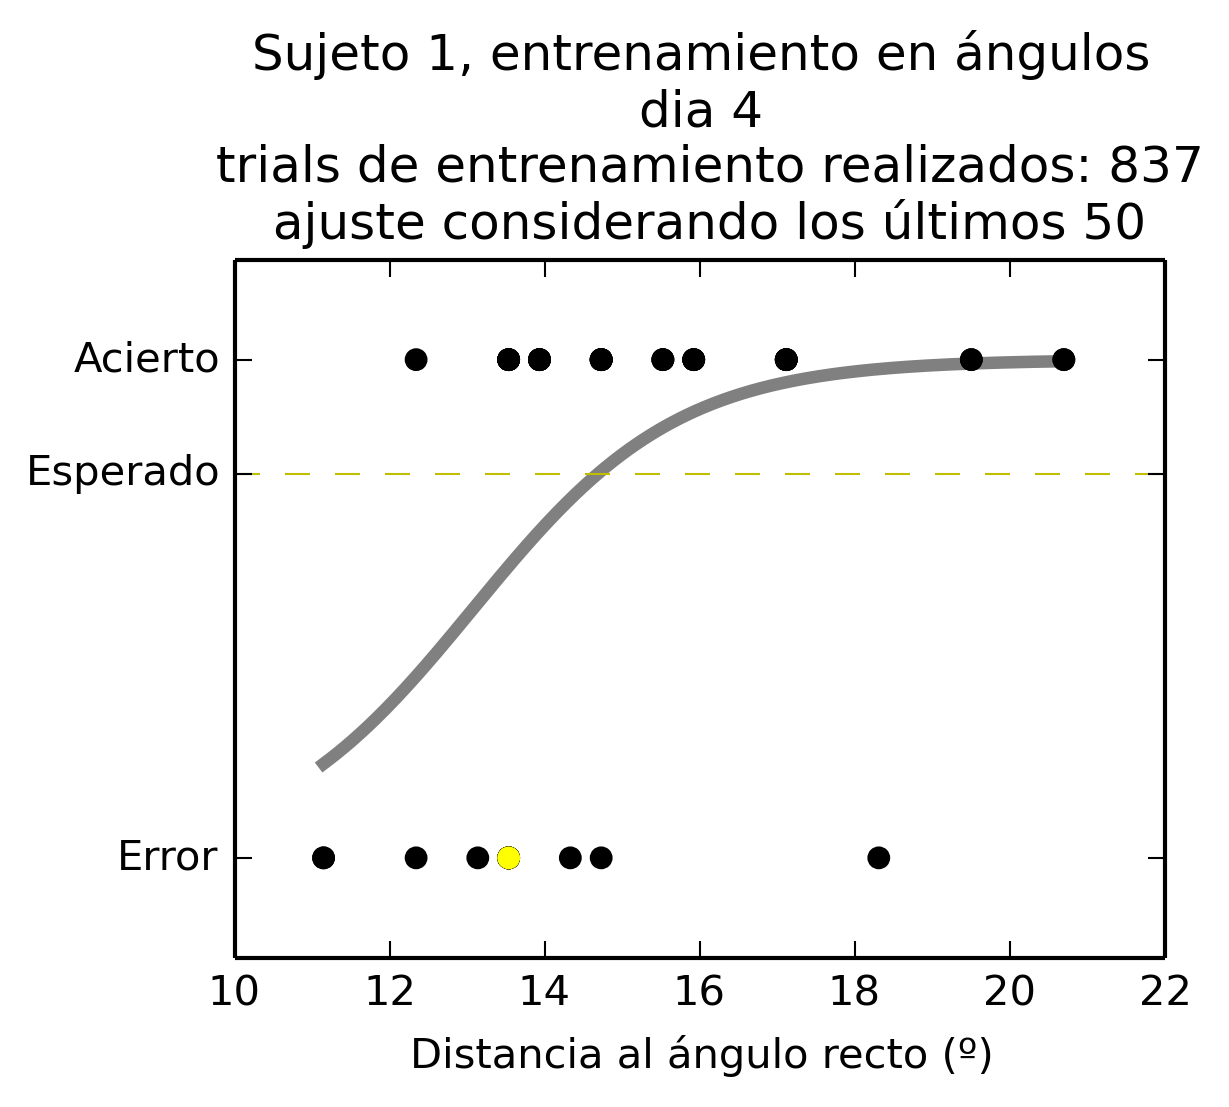 Sujeto 1, entrenamiento en ángulos
dia 4
trials de entrenamiento realizados: 837
ajuste considerando los últimos 50
Acierto
Esperado
Error
10 12 14 16 18 20 22
Distancia al ángulo recto (º)